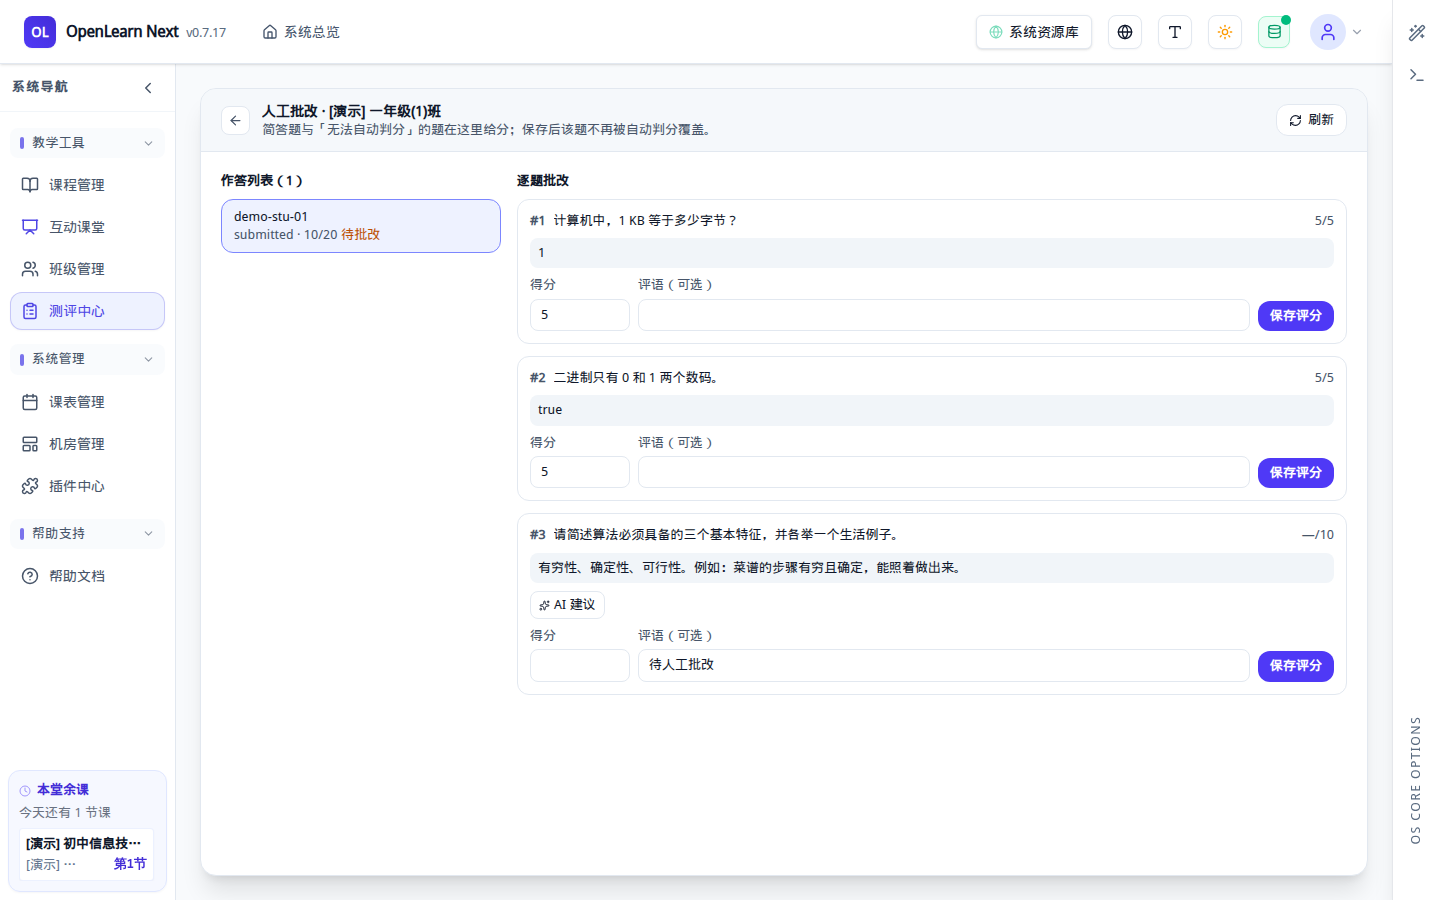 OL OpenLearn Next v0.7.17 系统总览 系统资源库
系统导航
教学工具
课程管理
互动课堂
班级管理
测评中心
系统管理
课表管理
机房管理
插件中心
帮助支持
帮助文档
本堂余课
今天还有 1 节课
[演示] 初中信息技…
[演示] … 第1节
人工批改 · [演示] 一年级(1)班
简答题与「无法自动判分」的题在这里给分；保存后该题不再被自动判分覆盖。
刷新
作答列表（1）
demo-stu-01
submitted · 10/20 待批改
逐题批改
#1 计算机中，1 KB 等于多少字节？ 5/5
1
得分 评语（可选）
5 保存评分
#2 二进制只有 0 和 1 两个数码。 5/5
true
得分 评语（可选）
5 保存评分
#3 请简述算法必须具备的三个基本特征，并各举一个生活例子。 —/10
有穷性、确定性、可行性。例如：菜谱的步骤有穷且确定，能照着做出来。
AI 建议
得分 评语（可选）
待人工批改 保存评分
OS CORE OPTIONS